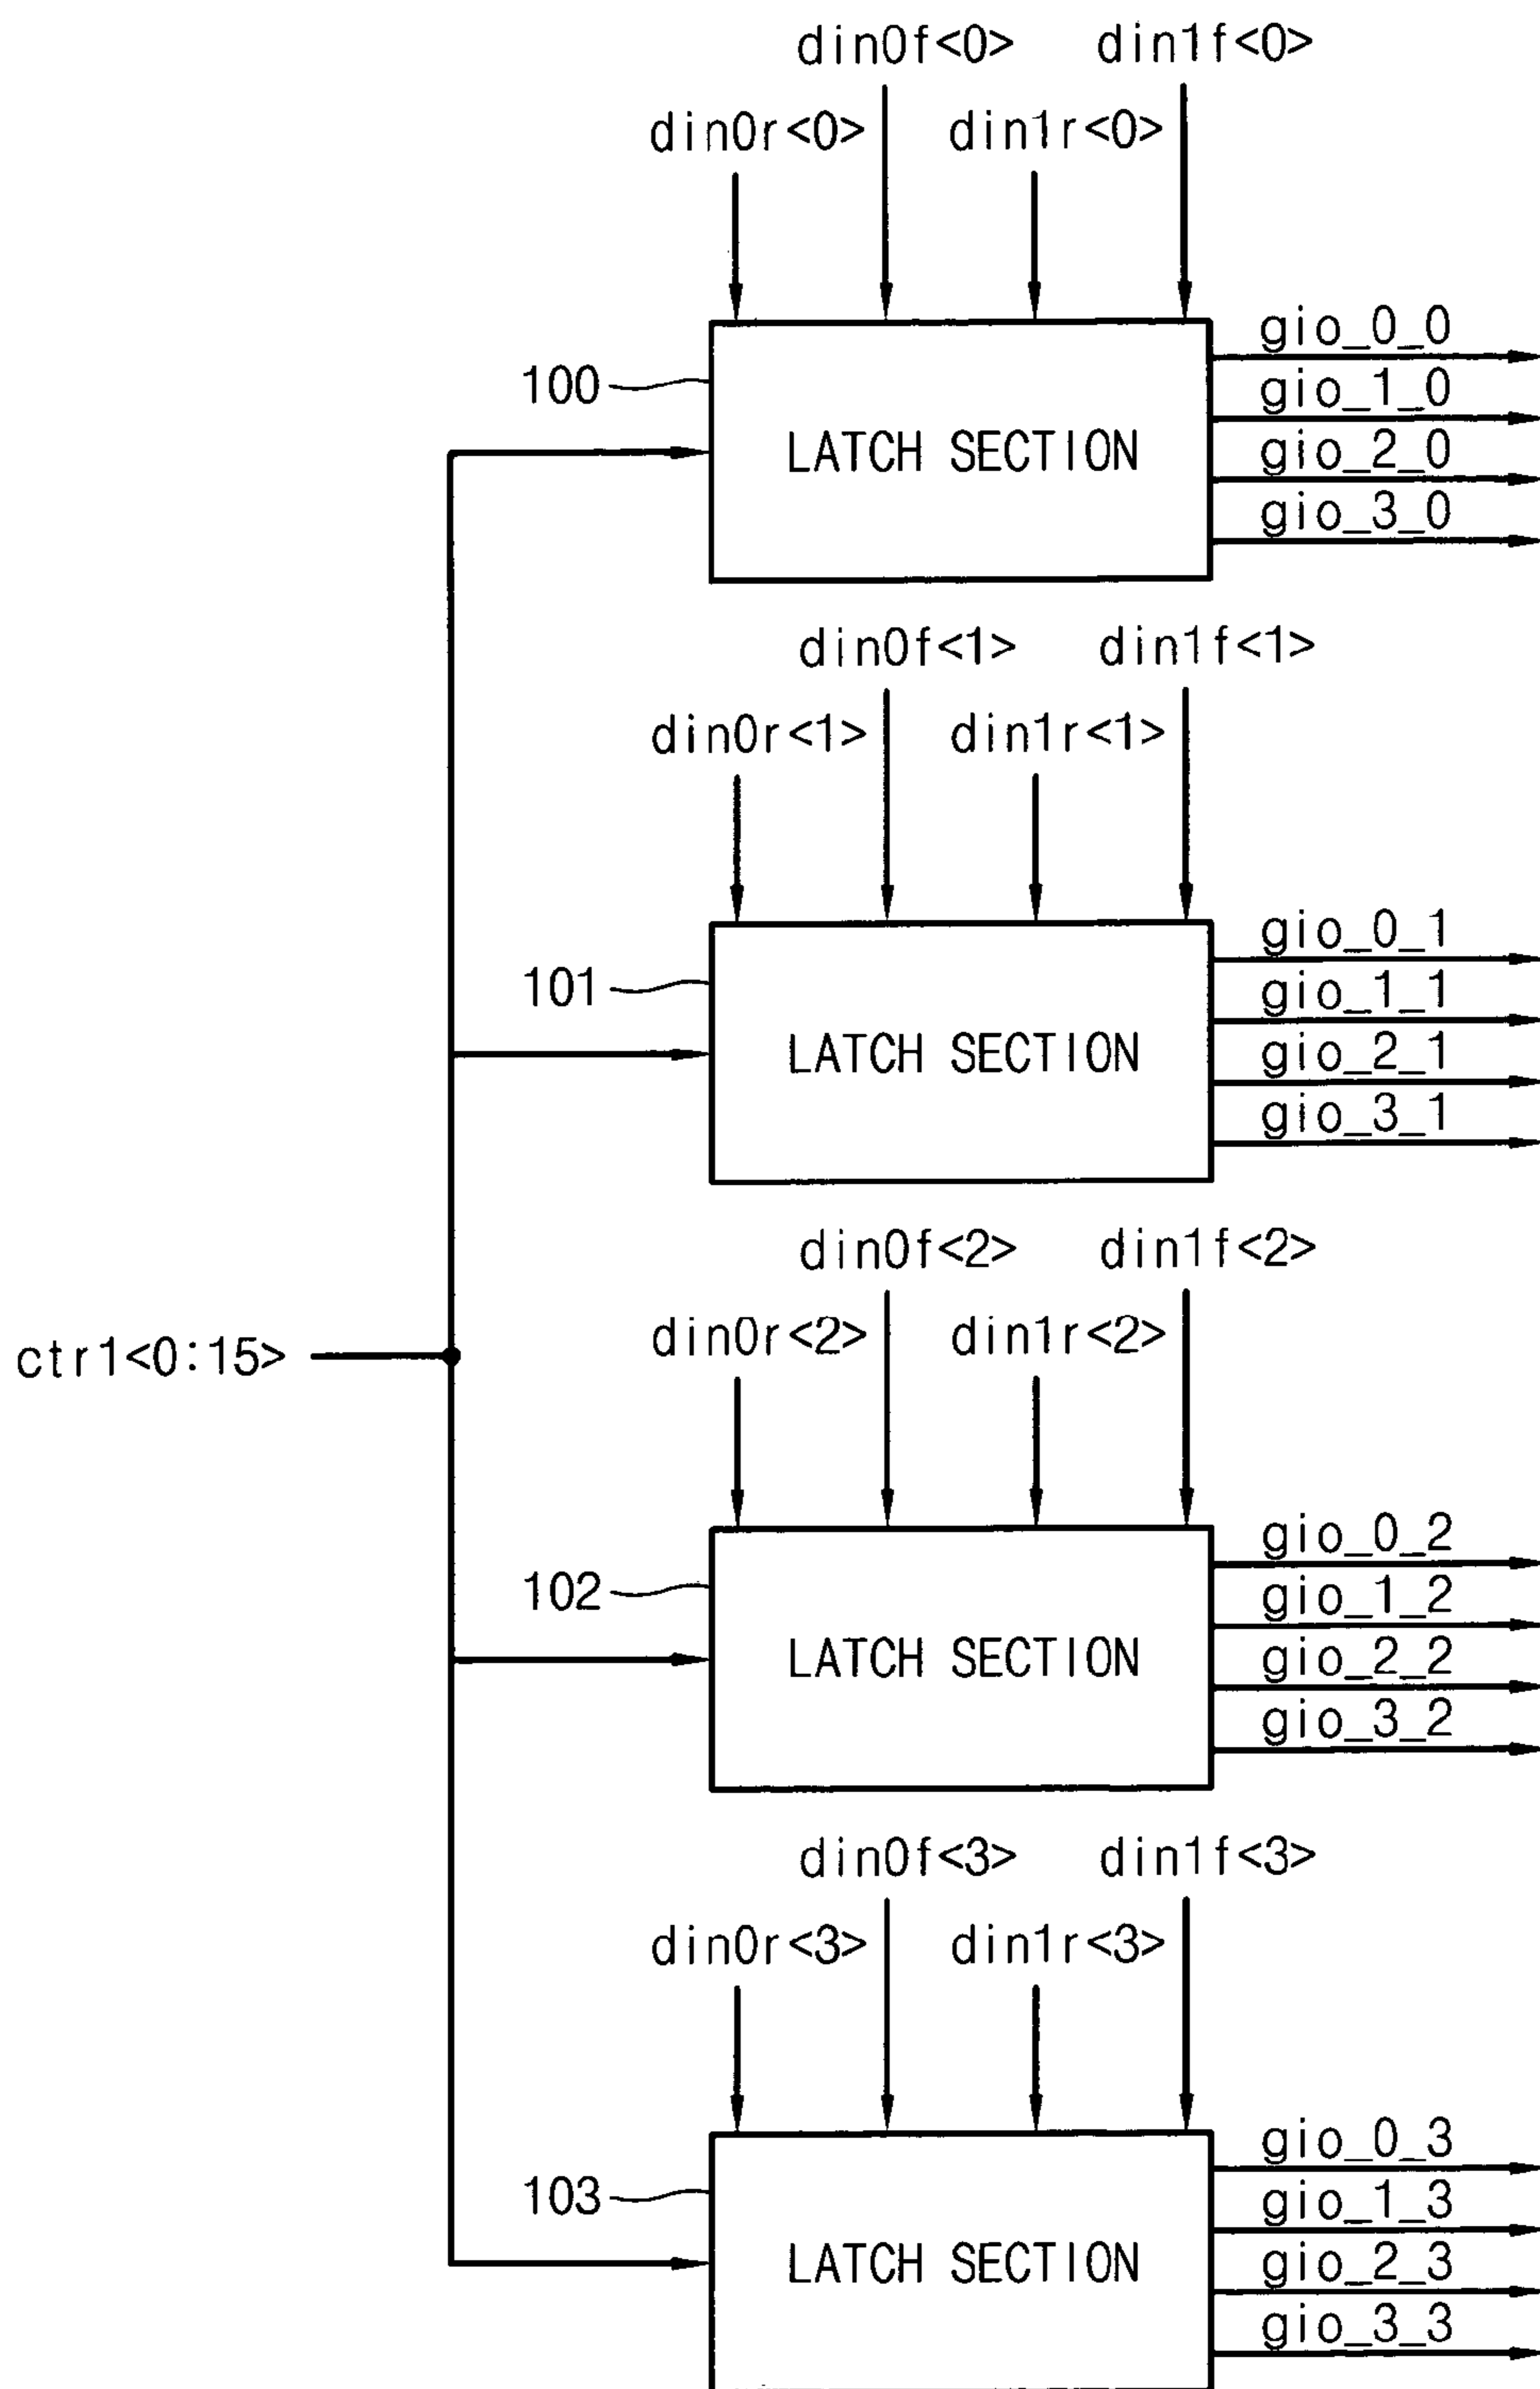 din0f<0> din1f<0>
din0r<0> din1r<0>
gio_0_0
100
gio_1_0
LATCH SECTION
gio_2_0
gio_3_0
din0f<1> din1f<1>
din0r<1> din1r<1>
gio_0_1
101
gio_1_1
LATCH SECTION
gio_2_1
gio_3_1
din0f<2> din1f<2>
din0r<2> din1r<2>
ctr1<0:15>
gio_0_2
102
gio_1_2
LATCH SECTION
gio_2_2
gio_3_2
din0f<3> din1f<3>
din0r<3> din1r<3>
gio_0_3
103
gio_1_3
LATCH SECTION
gio_2_3
gio_3_3